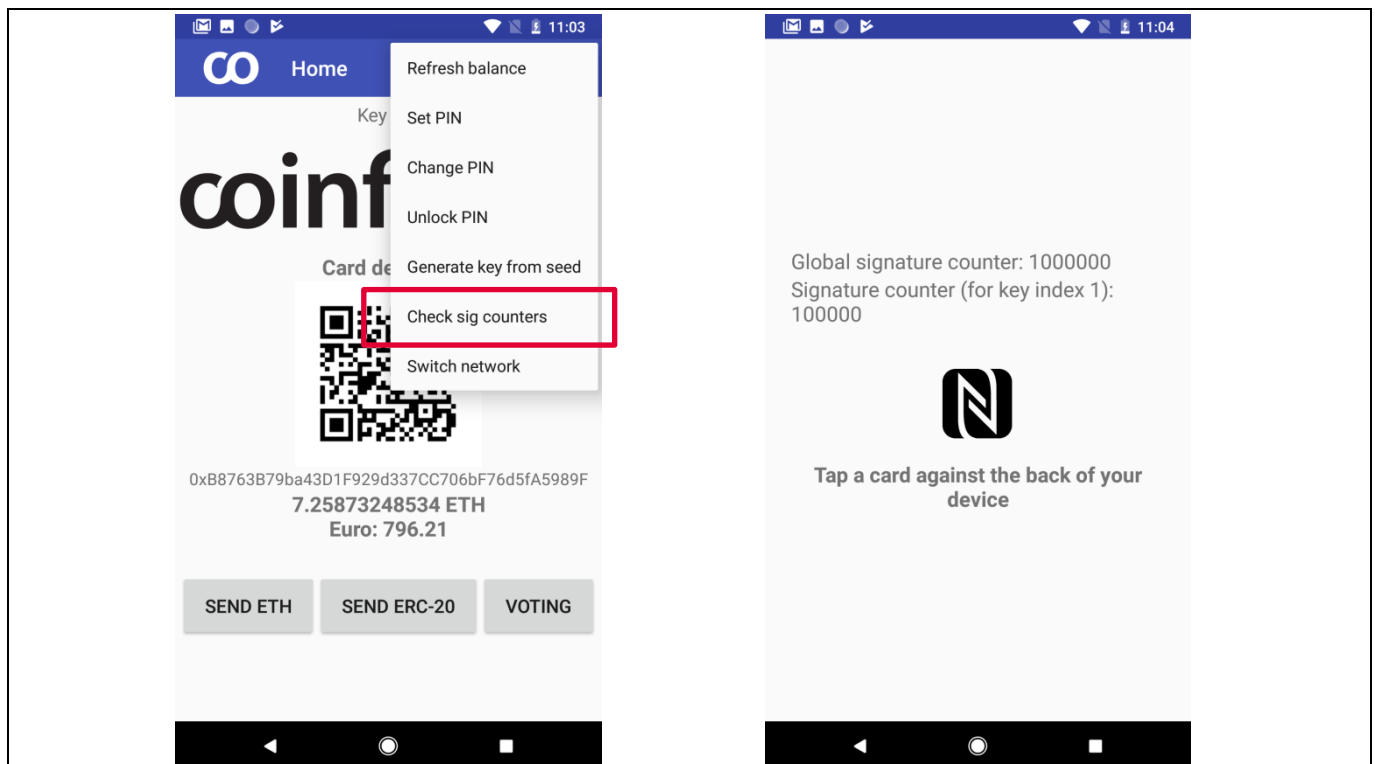 11:03
CO Home
Refresh balance
Key
Set PIN
coinf
Change PIN
Unlock PIN
Card de
Generate key from seed
Check sig counters
Switch network
0xB8763B79ba43D1F929d337CC706bF76d5fA5989F
7.25873248534 ETH
Euro: 796.21
SEND ETH SEND ERC-20 VOTING
11:04
Global signature counter: 1000000
Signature counter (for key index 1):
100000
Tap a card against the back of your
device